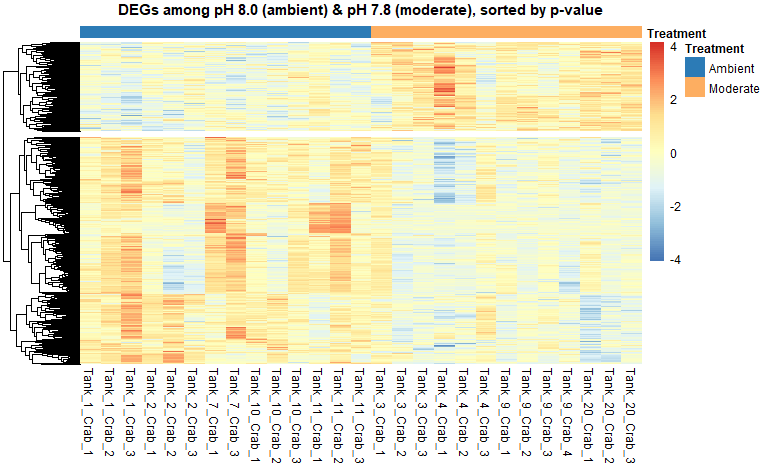 DEGs among pH 8.0 (ambient) & pH 7.8 (moderate), sorted by p-value
Treatment
4
2
0
-2
-4
Treatment
Ambient
Moderate
Tank_1_Crab_1
Tank_1_Crab_2
Tank_1_Crab_3
Tank_2_Crab_1
Tank_2_Crab_2
Tank_2_Crab_3
Tank_7_Crab_1
Tank_7_Crab_3
Tank_10_Crab_1
Tank_10_Crab_2
Tank_10_Crab_3
Tank_11_Crab_1
Tank_11_Crab_2
Tank_11_Crab_3
Tank_3_Crab_1
Tank_3_Crab_2
Tank_3_Crab_3
Tank_4_Crab_1
Tank_4_Crab_2
Tank_4_Crab_3
Tank_9_Crab_1
Tank_9_Crab_2
Tank_9_Crab_3
Tank_9_Crab_4
Tank_20_Crab_1
Tank_20_Crab_2
Tank_20_Crab_3